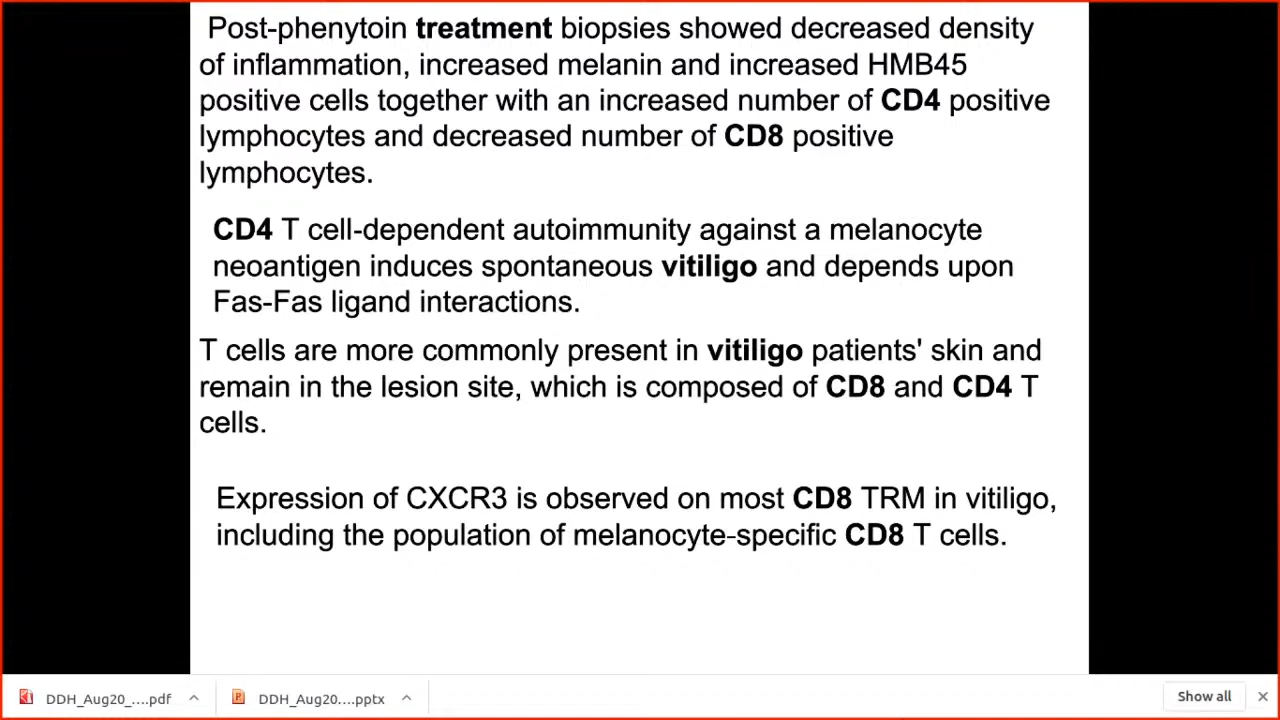 Post-phenytoin treatment biopsies showed decreased density
of inflammation, increased melanin and increased HMB45
positive cells together with an increased number of CD4 positive
lymphocytes and decreased number of CD8 positive
lymphocytes.
CD4 T cell-dependent autoimmunity against a melanocyte
neoantigen induces spontaneous vitiligo and depends upon
Fas-Fas ligand interactions.
T cells are more commonly present in vitiligo patients' skin and
remain in the lesion site, which is composed of CD8 and CD4 T
cells.
Expression of CXCR3 is observed on most CD8 TRM in vitiligo,
including the population of melanocyte-specific CD8 T cells.
DDH_Aug20_....pdf DDH_Aug20....pptx Show all